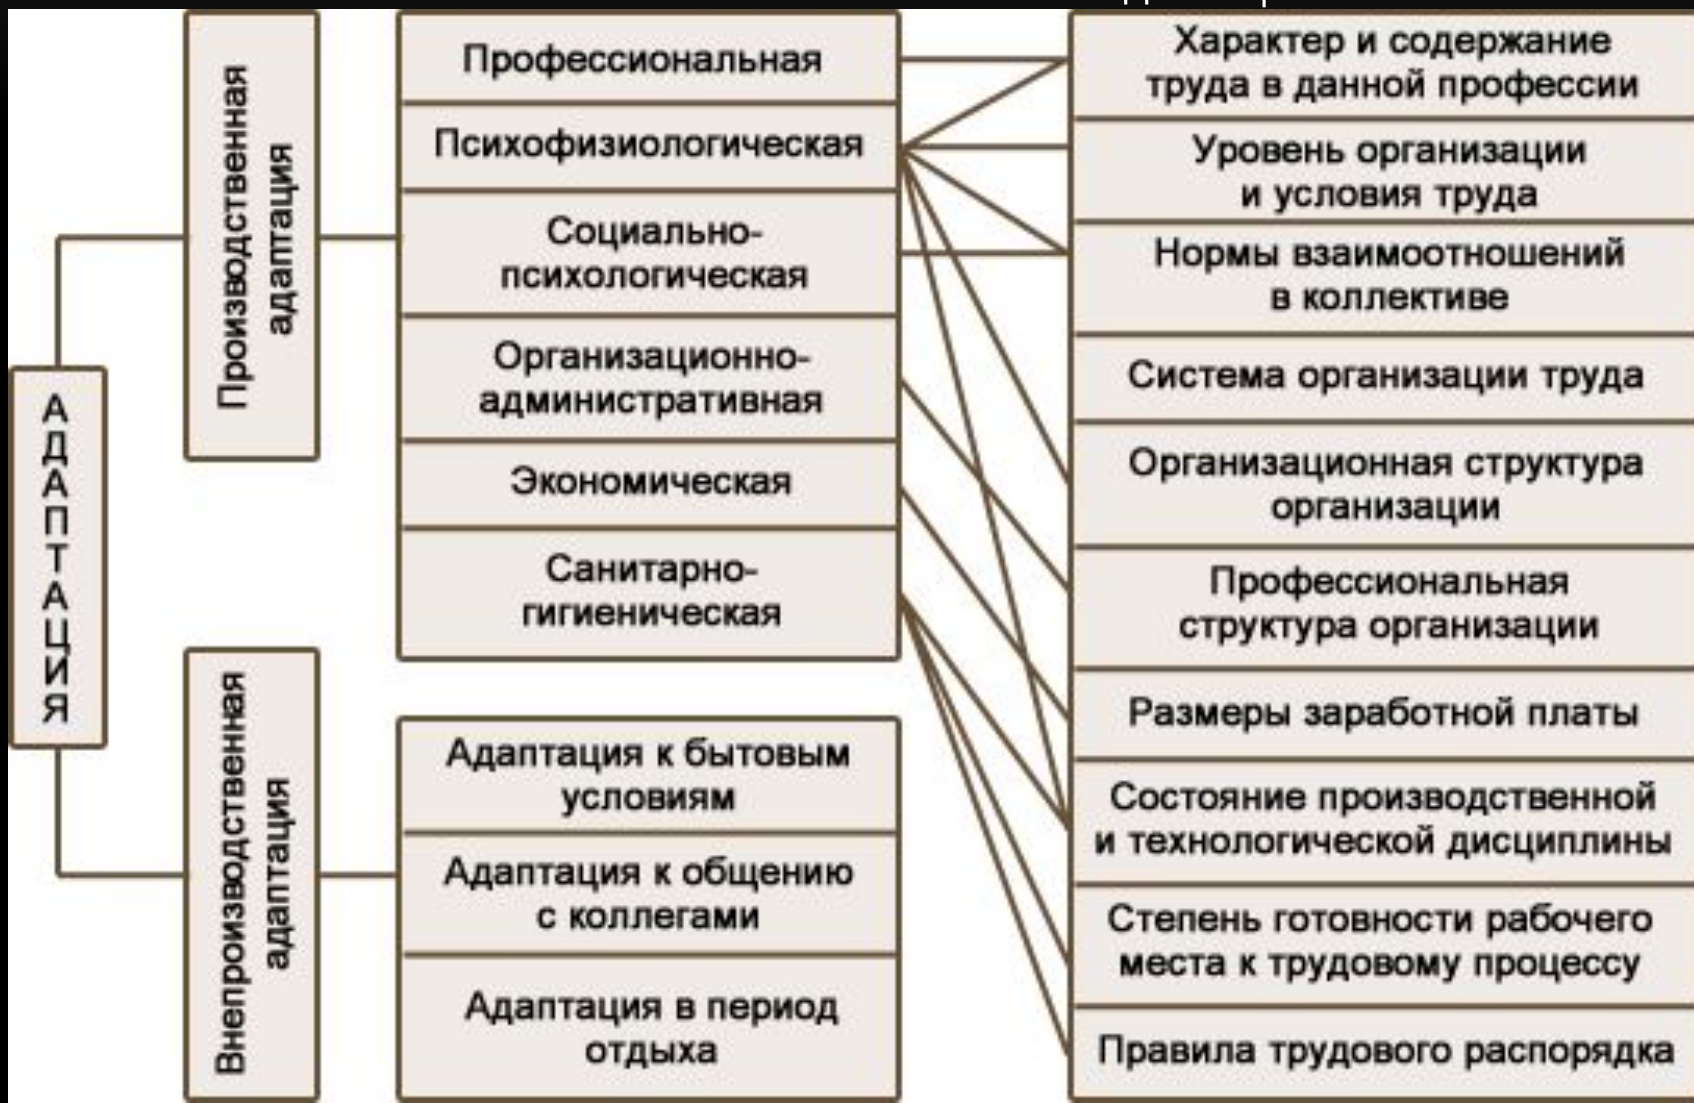 АДАПТАЦИЯ
Производственная
адаптация
Профессиональная
Психофизиологическая
Социально-
психологическая
Организационно-
административная
Экономическая
Санитарно-
гигиеническая
Внепроизводственная
адаптация
Адаптация к бытовым
условиям
Адаптация к общению
с коллегами
Адаптация в период
отдыха
Характер и содержание
труда в данной профессии
Уровень организации
и условия труда
Нормы взаимоотношений
в коллективе
Система организации труда
Организационная структура
организации
Профессиональная
структура организации
Размеры заработной платы
Состояние производственной
и технологической дисциплины
Степень готовности рабочего
места к трудовому процессу
Правила трудового распорядка